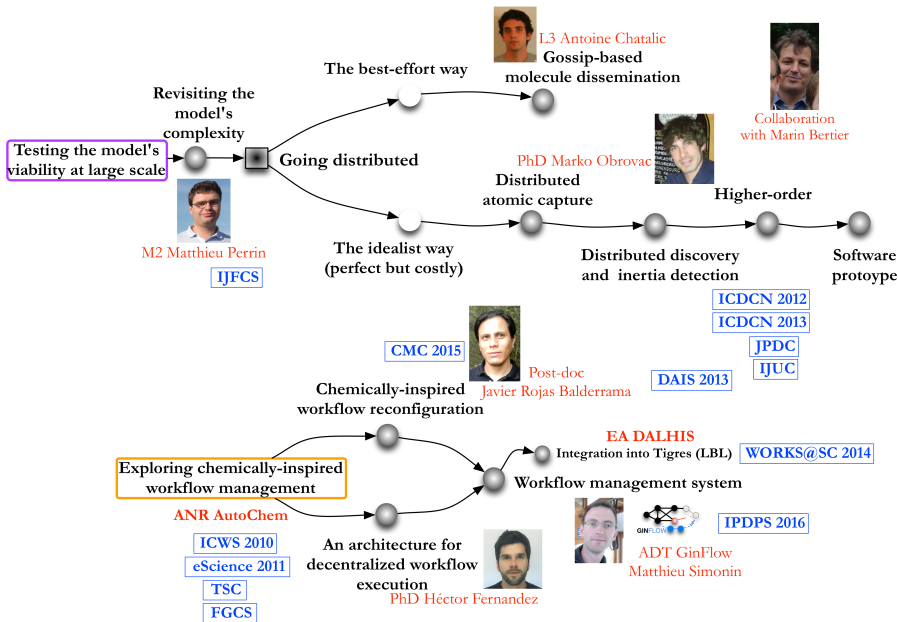 L3 Antoine Chatalic
Gossip-based
molecule dissemination
The best-effort way
Revisiting the
model's
complexity
Collaboration
with Marin Bertier
Testing the model's
viability at large scale
Going distributed
PhD Marko Obrovac
Distributed
atomic capture
Higher-order
M2 Matthieu Perrin
IJFCS
The idealist way
(perfect but costly)
Distributed discovery
and inertia detection
Software
protoype
ICDCN 2012
ICDCN 2013
JPDC
IJUC
CMC 2015
Post-doc
Javier Rojas Balderrama
DAIS 2013
Chemically-inspired
workflow reconfiguration
EA DALHIS
Integration into Tigres (LBL)
WORKS@SC 2014
Exploring chemically-inspired
workflow management
Workflow management system
ANR AutoChem
ICWS 2010
eScience 2011
TSC
FGCS
An architecture for
decentralized workflow
execution
PhD Héctor Fernandez
GINFLOW
IPDPS 2016
ADT GinFlow
Matthieu Simonin